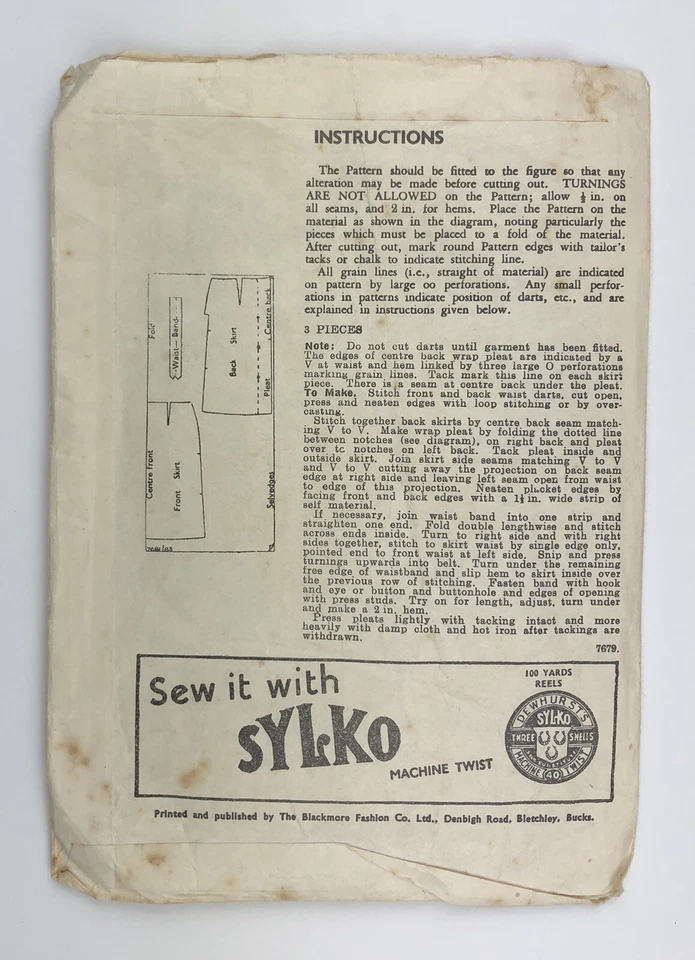 INSTRUCTIONS
The Pattern should be fitted to the figure so that any
alteration may be made before cutting out. TURNINGS
ARE NOT ALLOWED on the Pattern; allow ½ in. on
all seams, and 2 in. for hems. Place the Pattern on the
material as shown in the diagram, noting particularly the
pieces which must be placed to a fold of the material.
After cutting out, mark round Pattern edges with tailor's
tacks or chalk to indicate stitching line.
All grain lines (i.e., straight of material) are indicated
on pattern by large oo perforations. Any small perfor-
ations in patterns indicate position of darts, etc., and are
explained in instructions given below.
3 PIECES
Note: Do not cut darts until garment has been fitted.
The edges of centre back wrap pleat are indicated by a
V at waist and hem linked by three large O perforations
marking grain lines. Tack mark this line on each skirt
piece. There is a seam at centre back under the pleat.
To Make. Stitch front and back waist darts, cut open,
press and neaten edges with loop stitching or by over-
casting.
Stitch together back skirts by centre back seam match-
ing V to V. Make wrap pleat by folding the dotted line
between notches (see diagram), on right back and pleat
over tc notches on left back. Tack pleat inside and
outside skirt. Join skirt side seams matching V to V
and V to V cutting away the projection on back seam
edge at right side and leaving left seam open from waist
to edge of this projection. Neaten placket edges by
facing front and back edges with a 1½ in. wide strip of
self material.
If necessary, join waist band into one strip and
straighten one end. Fold double lengthwise and stitch
across ends inside. Turn to right side and with right
sides together, stitch to skirt waist by single edge only,
pointed end to front waist at left side. Snip and press
turnings upwards into belt. Turn under the remaining
free edge of waistband and slip hem to skirt inside over
the previous row of stitching. Fasten band with hook
and eye or button and buttonhole and edges of opening
with press studs. Try on for length, adjust, turn under
and make a 2 in. hem.
Press pleats lightly with tacking intact and more
heavily with damp cloth and hot iron after tackings are
withdrawn.
7679.
Fold
Waist-Band
Back Skirt
Pleat
Centre back
Centre front
Front Skirt
Selvedges
Sew it with
SYLKO
MACHINE TWIST
100 YARDS
REELS
DEWHURST'S
SYLKO
THREE SHELLS
MACHINE 40 TWIST
Printed and published by The Blackmore Fashion Co. Ltd., Denbigh Road, Bletchley, Bucks.